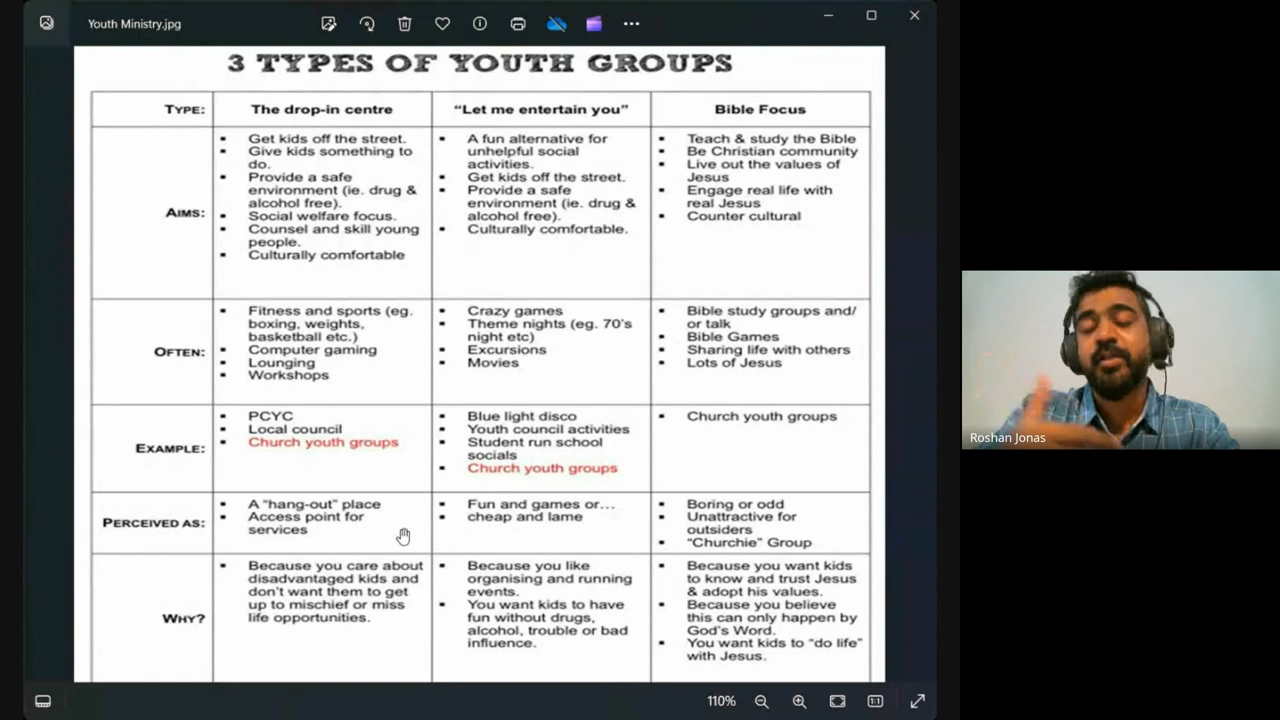 Youth Ministry.jpg
3 TYPES OF YOUTH GROUPS
TYPE:
The drop-in centre
"Let me entertain you"
Bible Focus
AIMS:
▪ Get kids off the street.
▪ Give kids something to
do.
▪ Provide a safe
environment (ie. drug &
alcohol free).
▪ Social welfare focus.
▪ Counsel and skill young
people.
▪ Culturally comfortable
▪ A fun alternative for
unhelpful social
activities.
▪ Get kids off the street.
▪ Provide a safe
environment (ie. drug &
alcohol free).
▪ Culturally comfortable.
▪ Teach & study the Bible
▪ Be Christian community
▪ Live out the values of
Jesus
▪ Engage real life with
real Jesus
▪ Counter cultural
OFTEN:
▪ Fitness and sports (eg.
boxing, weights,
basketball etc.)
▪ Computer gaming
▪ Lounging
▪ Workshops
▪ Crazy games
▪ Theme nights (eg. 70's
night etc)
▪ Excursions
▪ Movies
▪ Bible study groups and/
or talk
▪ Bible Games
▪ Sharing life with others
▪ Lots of Jesus
EXAMPLE:
▪ PCYC
▪ Local council
▪ Church youth groups
▪ Blue light disco
▪ Youth council activities
▪ Student run school
socials
▪ Church youth groups
▪ Church youth groups
PERCEIVED AS:
▪ A "hang-out" place
▪ Access point for
services
▪ Fun and games or...
▪ cheap and lame
▪ Boring or odd
▪ Unattractive for
outsiders
▪ "Churchie" Group
WHY?
▪ Because you care about
disadvantaged kids and
don't want them to get
up to mischief or miss
life opportunities.
▪ Because you like
organising and running
events.
▪ You want kids to have
fun without drugs,
alcohol, trouble or bad
influence.
▪ Because you want kids
to know and trust Jesus
& adopt his values.
▪ Because you believe
this can only happen by
God's Word.
▪ You want kids to "do life"
with Jesus.
Roshan Jonas
110%
1:1